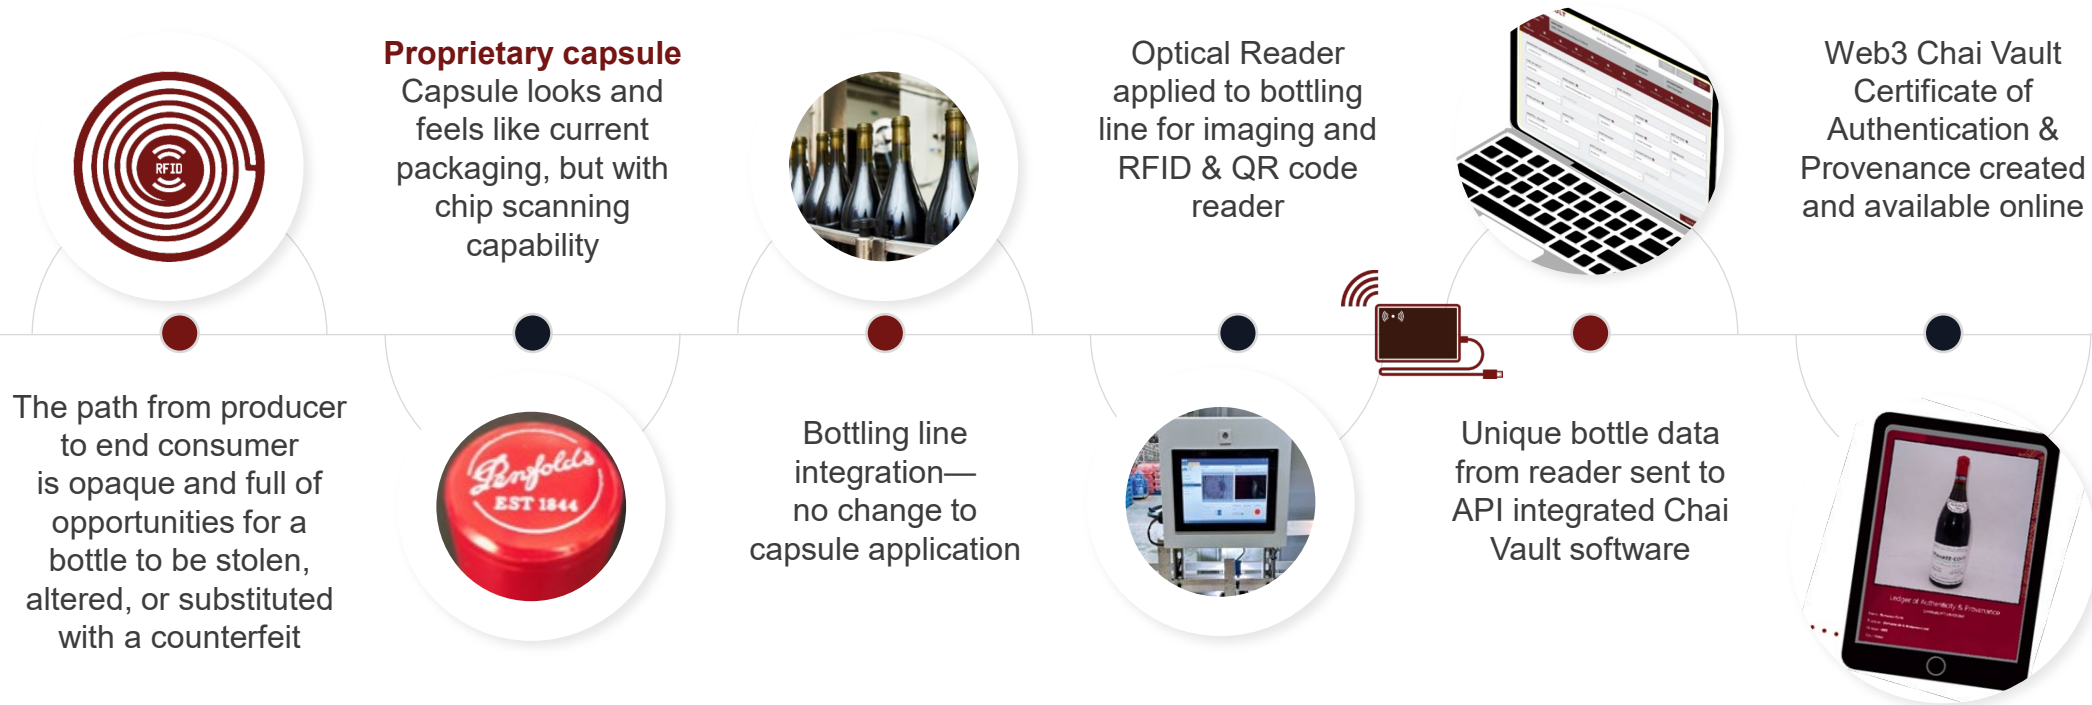 RFID
The path from producer
to end consumer
is opaque and full of
opportunities for a
bottle to be stolen,
altered, or substituted
with a counterfeit
Proprietary capsule
Capsule looks and
feels like current
packaging, but with
chip scanning
capability
Penfolds
EST 1844
Bottling line
integration—
no change to
capsule application
Optical Reader
applied to bottling
line for imaging and
RFID & QR code
reader
Unique bottle data
from reader sent to
API integrated Chai
Vault software
Web3 Chai Vault
Certificate of
Authentication &
Provenance created
and available online
Ledger of Authenticity & Provenance